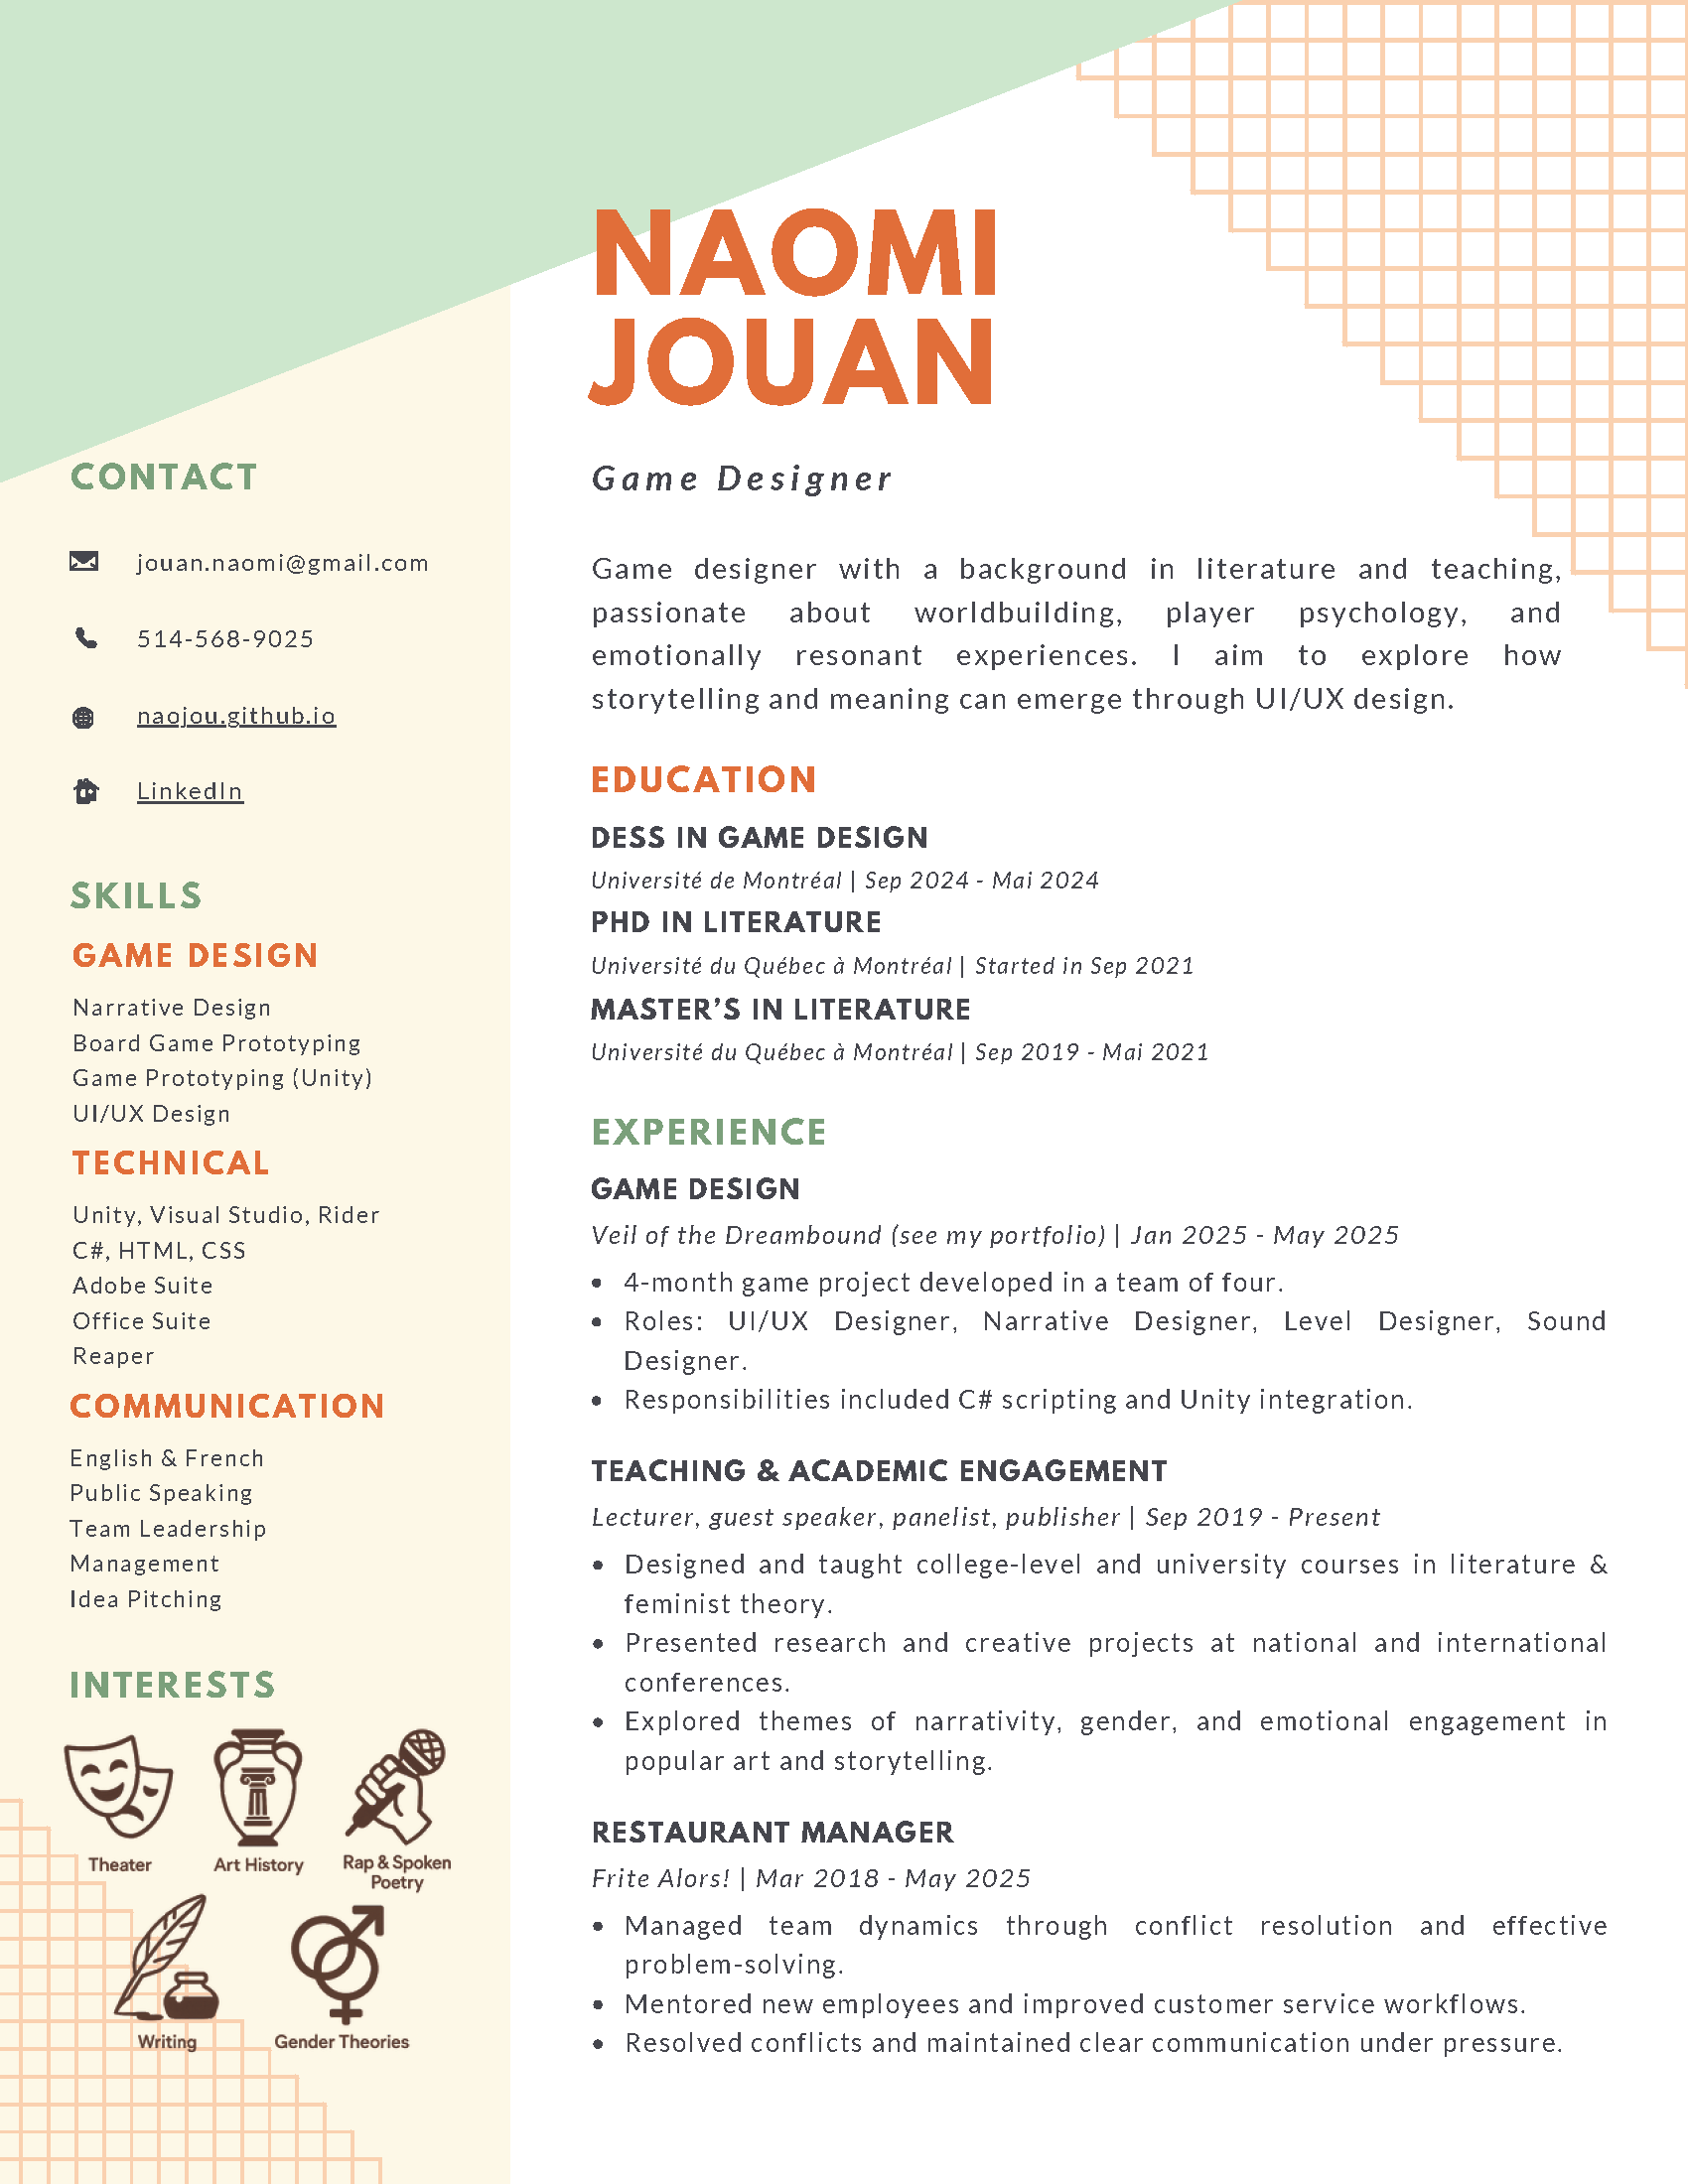 NAOMI
JOUAN
Game Designer
Game designer with a background in literature and teaching,
passionate about worldbuilding, player psychology, and
emotionally resonant experiences. I aim to explore how
storytelling and meaning can emerge through UI/UX design.
CONTACT
jouan.naomi@gmail.com
514-568-9025
naojou.github.io
LinkedIn
SKILLS
GAME DESIGN
Narrative Design
Board Game Prototyping
Game Prototyping (Unity)
UI/UX Design
TECHNICAL
Unity, Visual Studio, Rider
C#, HTML, CSS
Adobe Suite
Office Suite
Reaper
COMMUNICATION
English & French
Public Speaking
Team Leadership
Management
Idea Pitching
INTERESTS
Theater
Art History
Rap & Spoken
Poetry
Writing
Gender Theories
EDUCATION
DESS IN GAME DESIGN
Université de Montréal | Sep 2024 - Mai 2024
PHD IN LITERATURE
Université du Québec à Montréal | Started in Sep 2021
MASTER'S IN LITERATURE
Université du Québec à Montréal | Sep 2019 - Mai 2021
EXPERIENCE
GAME DESIGN
Veil of the Dreambound (see my portfolio) | Jan 2025 - May 2025
• 4-month game project developed in a team of four.
• Roles: UI/UX Designer, Narrative Designer, Level Designer, Sound
Designer.
• Responsibilities included C# scripting and Unity integration.
TEACHING & ACADEMIC ENGAGEMENT
Lecturer, guest speaker, panelist, publisher | Sep 2019 - Present
• Designed and taught college-level and university courses in literature &
feminist theory.
• Presented research and creative projects at national and international
conferences.
• Explored themes of narrativity, gender, and emotional engagement in
popular art and storytelling.
RESTAURANT MANAGER
Frite Alors! | Mar 2018 - May 2025
• Managed team dynamics through conflict resolution and effective
problem-solving.
• Mentored new employees and improved customer service workflows.
• Resolved conflicts and maintained clear communication under pressure.